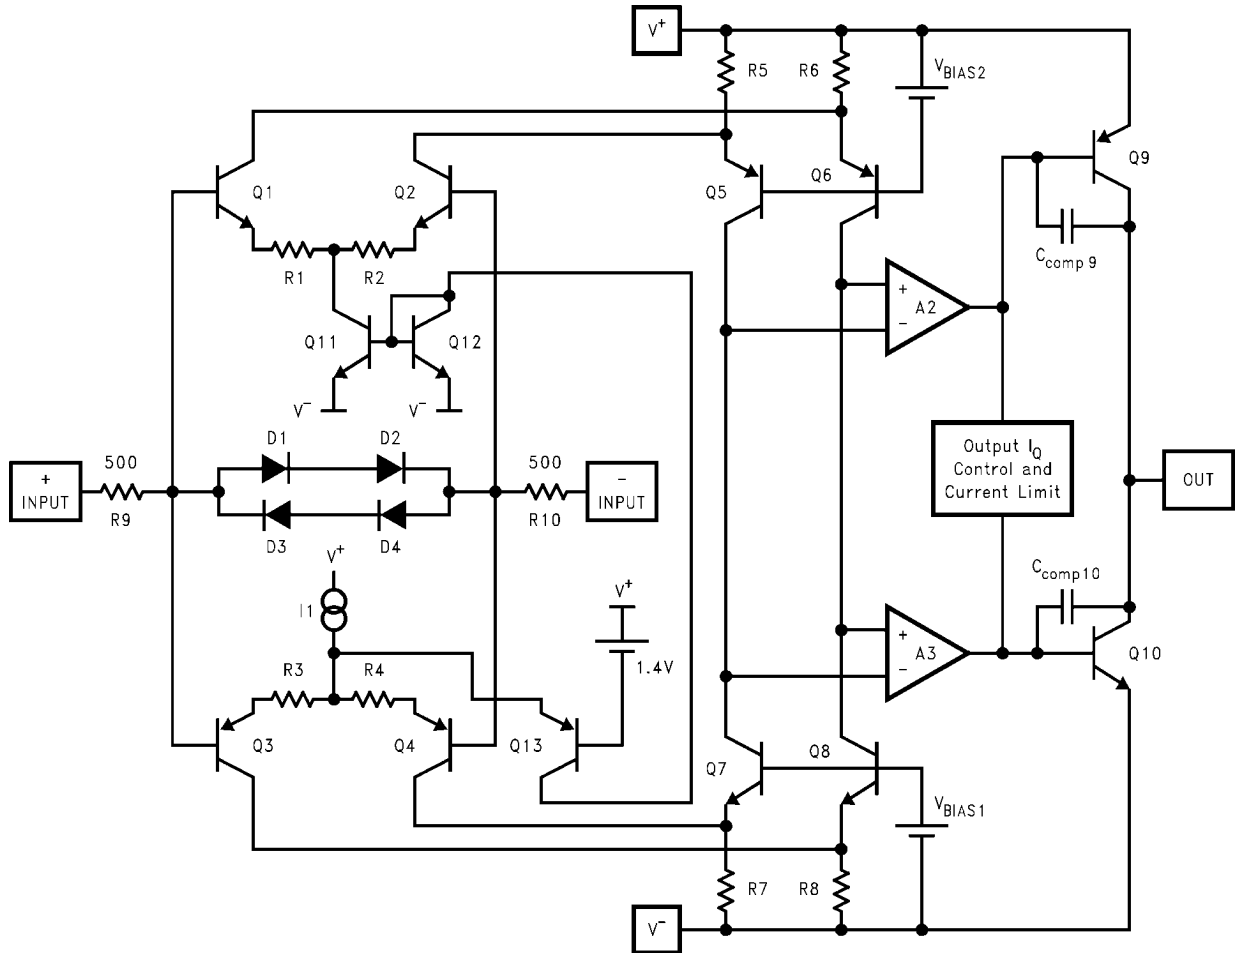 V+
R5
R6
VBIAS2
Q1
Q2
Q5
Q6
Q9
R1
R2
Ccomp 9
+
A2
−
Q11
Q12
V−
V−
D1
D2
500
500
+
INPUT
−
INPUT
R9
R10
D3
D4
Output IQ
Control and
Current Limit
OUT
V+
I1
V+
Ccomp10
+
A3
−
R3
R4
1.4V
Q10
Q3
Q4
Q13
Q7
Q8
VBIAS1
R7
R8
V−